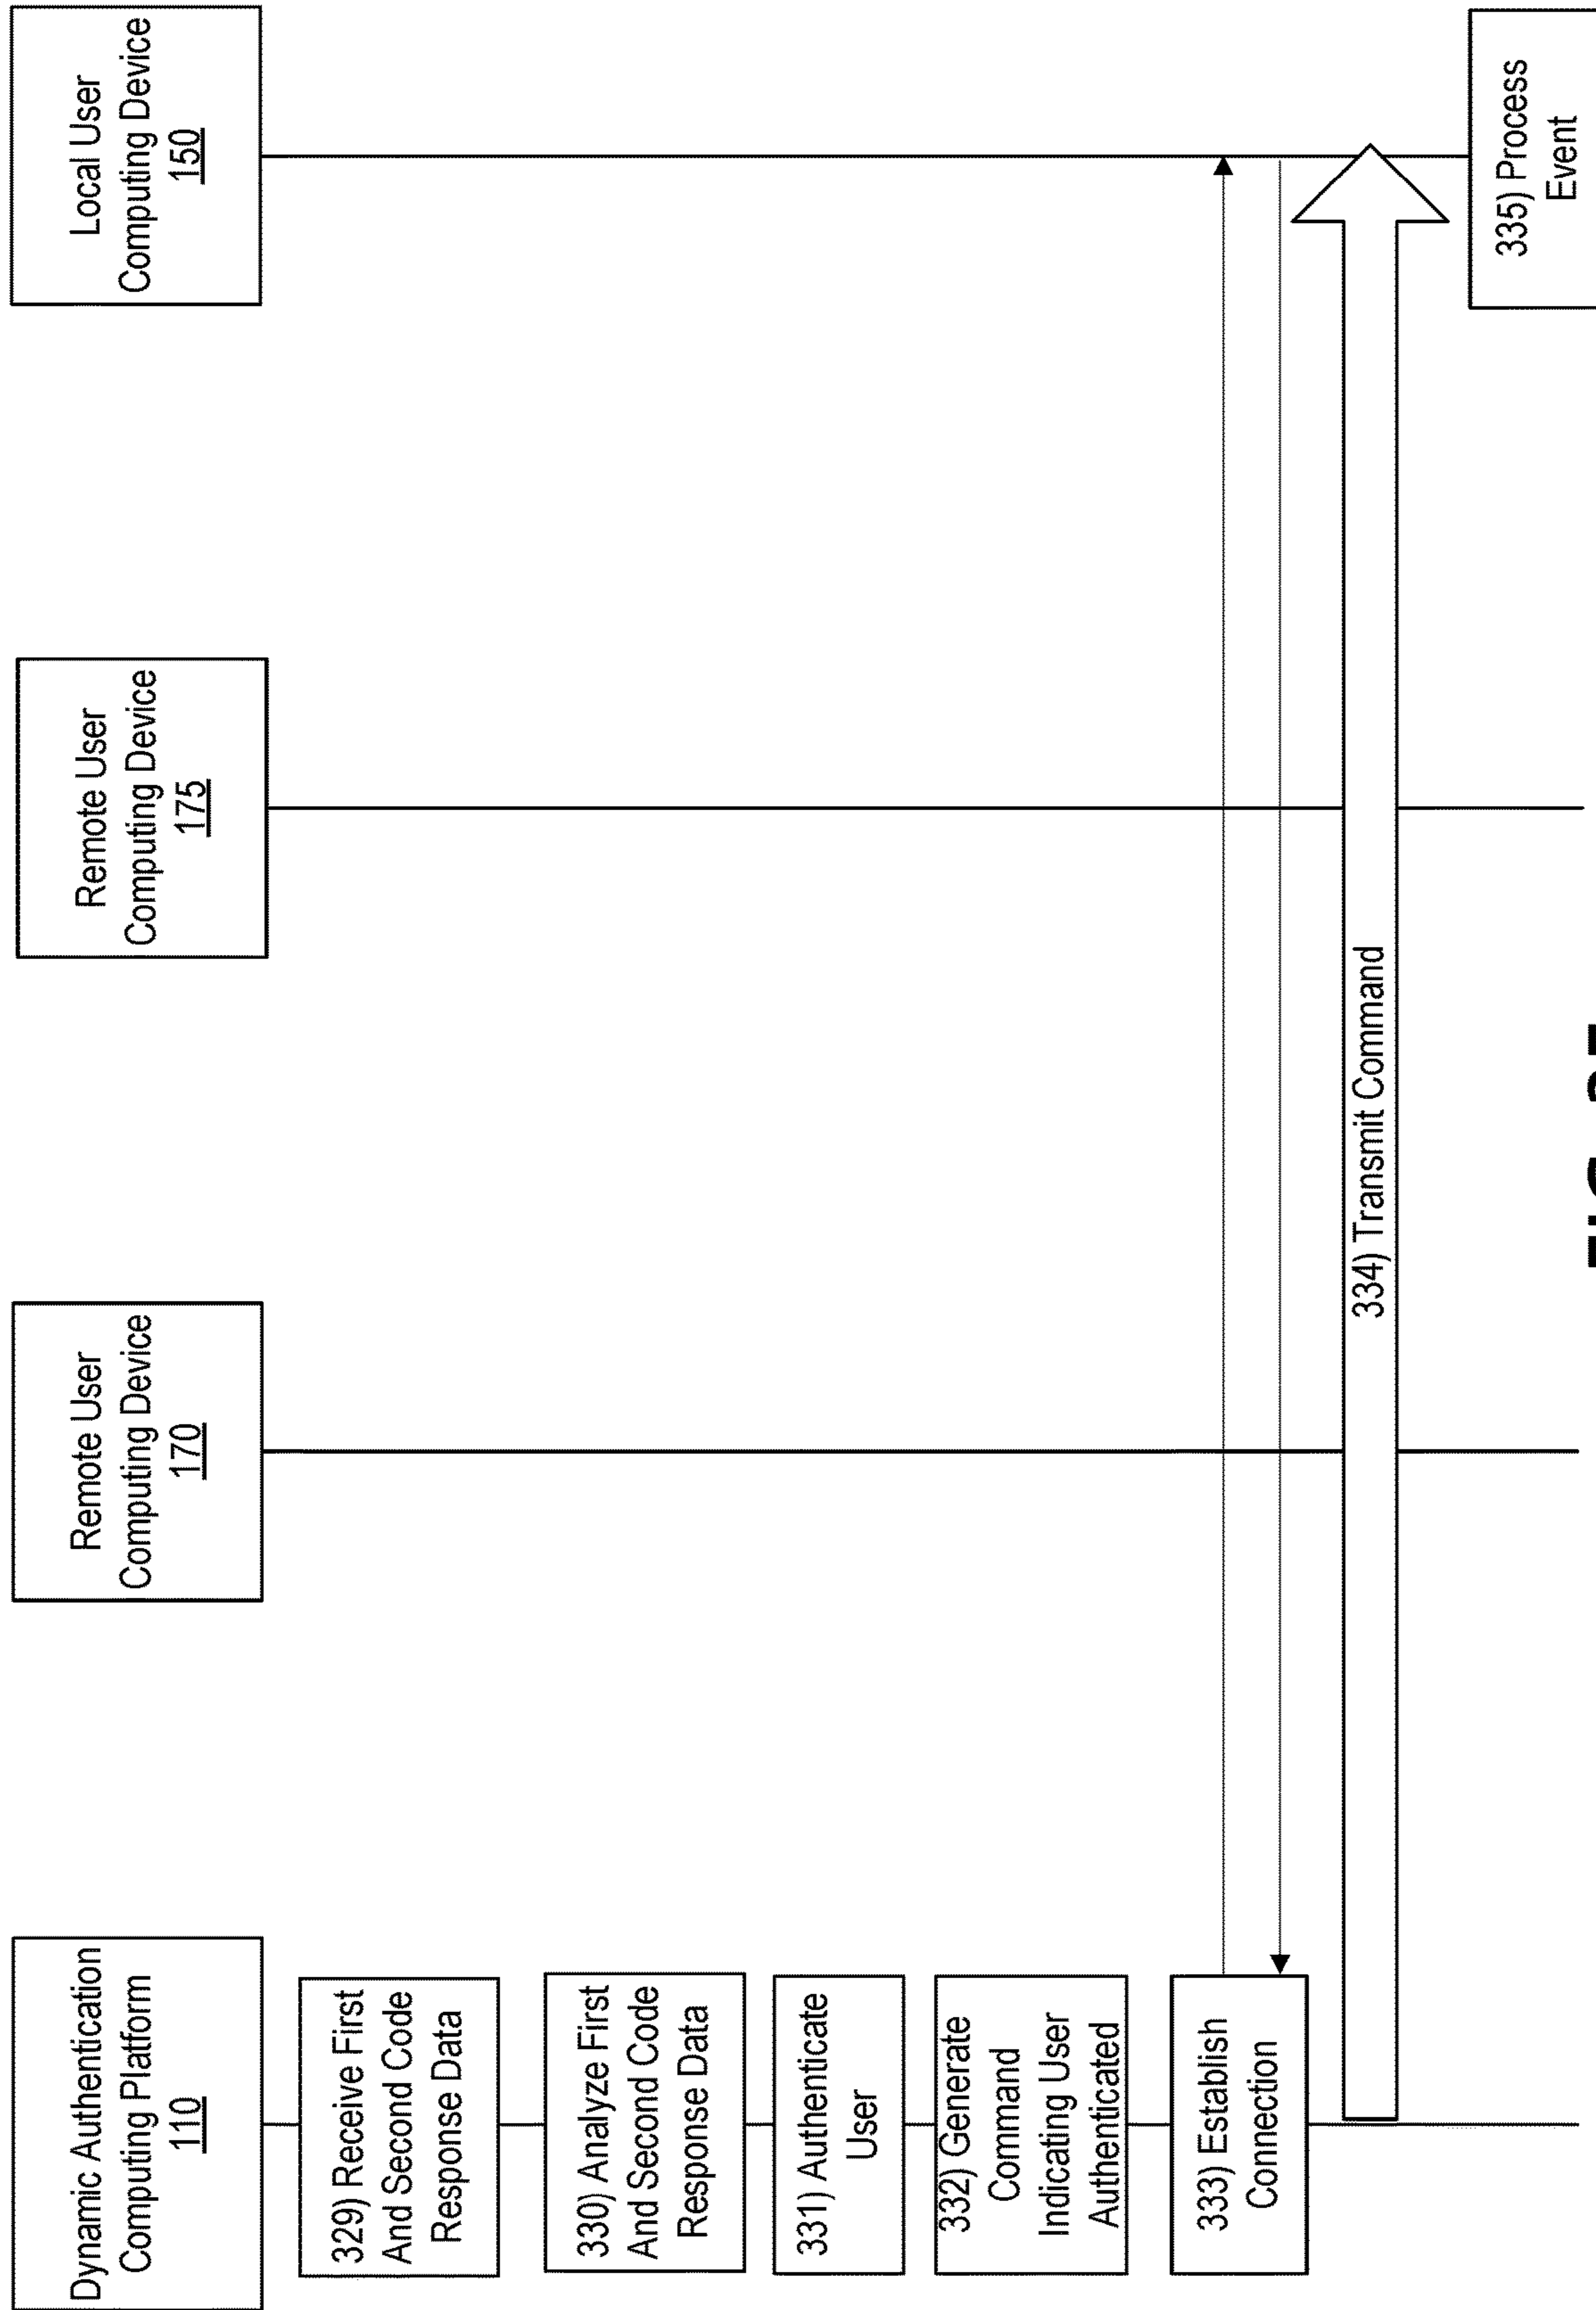 Dynamic Authentication
Computing Platform
110
Remote User
Computing Device
170
Remote User
Computing Device
175
Local User
Computing Device
150
329) Receive First
And Second Code
Response Data
330) Analyze First
And Second Code
Response Data
331) Authenticate
User
332) Generate
Command
Indicating User
Authenticated
333) Establish
Connection
334) Transmit Command
335) Process
Event